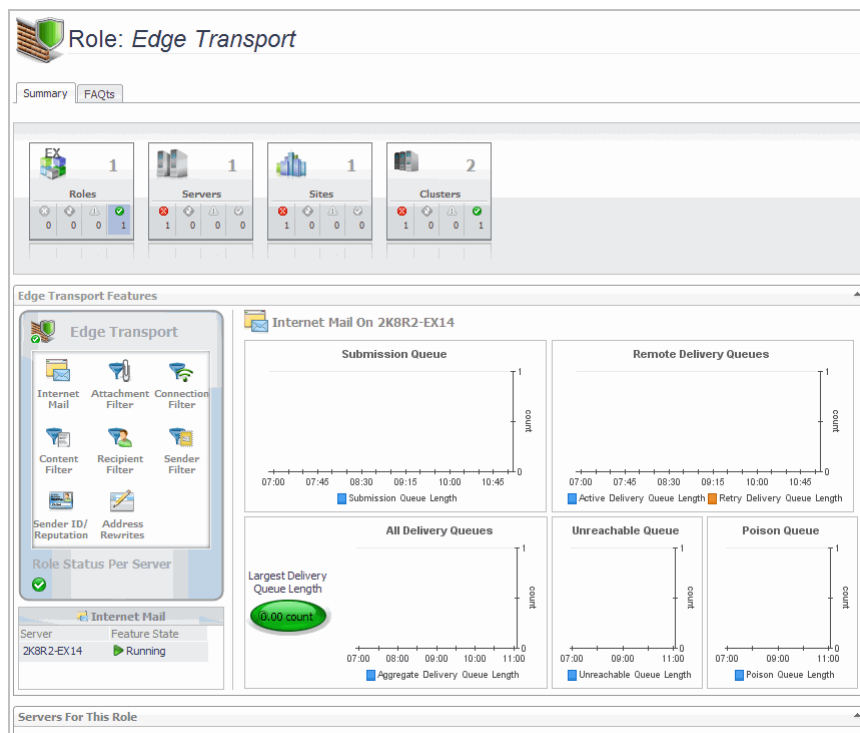 Role: Edge Transport
Summary
FAQts
EX
1
Roles
0 0 0 1
1
Servers
1 0 0 0
1
Sites
1 0 0 0
2
Clusters
1 0 0 1
Edge Transport Features
Edge Transport
Internet Mail
Attachment Filter
Connection Filter
Content Filter
Recipient Filter
Sender Filter
Sender ID/ Reputation
Address Rewrites
Role Status Per Server
Internet Mail
Server Feature State
2K8R2-EX14 Running
Internet Mail On 2K8R2-EX14
Submission Queue
1
count
0
07:00 07:45 08:30 09:15 10:00 10:45
Submission Queue Length
Remote Delivery Queues
1
count
0
07:00 07:45 08:30 09:15 10:00 10:45
Active Delivery Queue Length Retry Delivery Queue Length
All Delivery Queues
Largest Delivery
Queue Length
0.00 count
1
count
0
07:00 08:00 09:00 10:00 11:00
Aggregate Delivery Queue Length
Unreachable Queue
1
count
0
07:00 09:00 11:00
Unreachable Queue Length
Poison Queue
1
count
0
07:00 09:00 11:00
Poison Queue Length
Servers For This Role